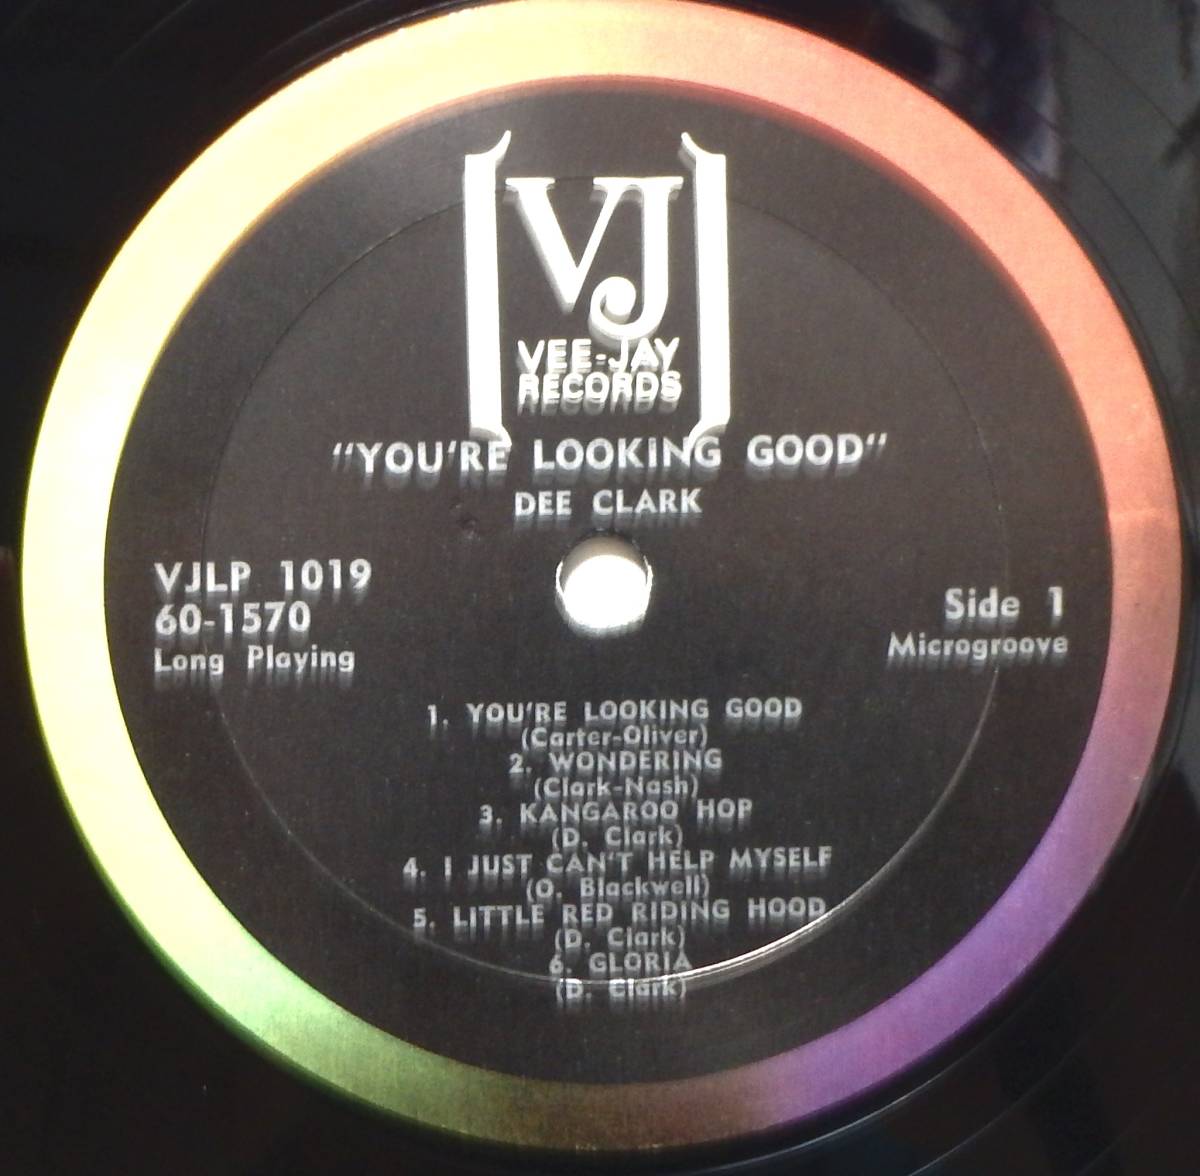 VJ
VEE-JAY
RECORDS
"YOU'RE LOOKING GOOD"
DEE CLARK
VJLP 1019
60-1570
Long Playing
Side 1
Microgroove
1. YOU'RE LOOKING GOOD
(Carter-Oliver)
2. WONDERING
(Clark-Nash)
3. KANGAROO HOP
(D. Clark)
4. I JUST CAN'T HELP MYSELF
(O. Blackwell)
5. LITTLE RED RIDING HOOD
(D. Clark)
6. GLORIA
(D. Clark)